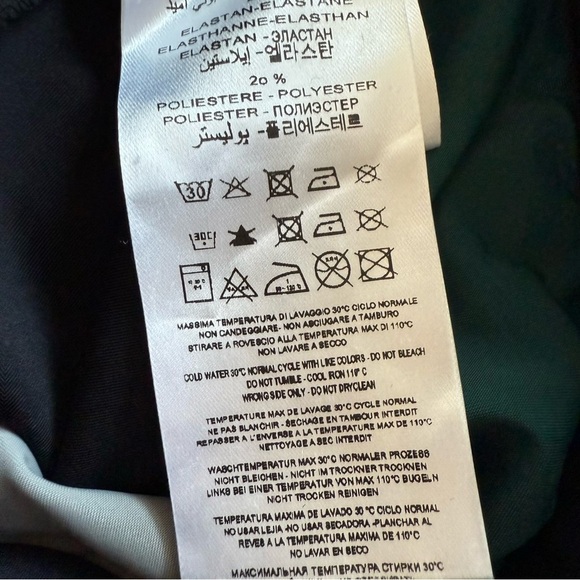 ELASTAN-ELASTANE
ELASTHANNE-ELASTHAN
ELASTAN -ЭЛАСТАН
إيلاستين -엘라스탄
20 %
POLIESTERE - POLYESTER
POLIESTER - ПОЛИЭСТЕР
بوليستر -폴리에스테르
30
30C
MASSIMA TEMPERATURA DI LAVAGGIO 30°C CICLO NORMALE
NON CANDEGGIARE- NON ASCIUGARE A TAMBURO
STIRARE A ROVESCIO ALLA TEMPERATURA MAX DI 110°C
NON LAVARE A SECCO
COLD WATER 30°C NORMAL CYCLE WITH LIKE COLORS - DO NOT BLEACH
DO NOT TUMBLE - COOL IRON 110° C
WRONG SIDE ONLY - DO NOT DRYCLEAN
TEMPERATURE MAX DE LAVAGE 30°C CYCLE NORMAL
NE PAS BLANCHIR - SECHAGE EN TAMBOUR INTERDIT
REPASSER A L'ENVERSE A LA TEMPERATURE MAX DE 110°C
NETTOYAGE A SEC INTERDIT
WASCHTEMPERATUR MAX 30°C NORMALER PROZESS
NICHT BLEICHEN - NICHT IM TROCKNER TROCKNEN
LINKS BEI EINER TEMPERATUR VON MAX 110°C BUGELN
NICHT TROCKEN REINIGEN
TEMPERATURA MAXIMA DE LAVADO 30 °C CICLO NORMAL
NO USAR LEJIA -NO USAR SECADORA -PLANCHAR AL
REVES A LA TEMPERATURA MAXIMA DE 110°C
NO LAVAR EN SECO
МАКСИМАЛЬНАЯ ТЕМПЕРАТУРА СТИРКИ 30°C